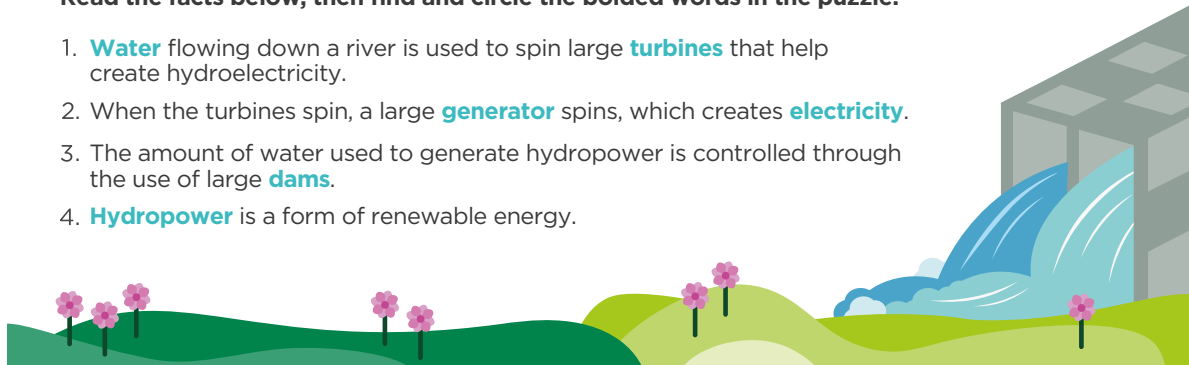 Read the facts below, then find and circle the bolded words in the puzzle.
1. Water flowing down a river is used to spin large turbines that help
create hydroelectricity.
2. When the turbines spin, a large generator spins, which creates electricity.
3. The amount of water used to generate hydropower is controlled through
the use of large dams.
4. Hydropower is a form of renewable energy.